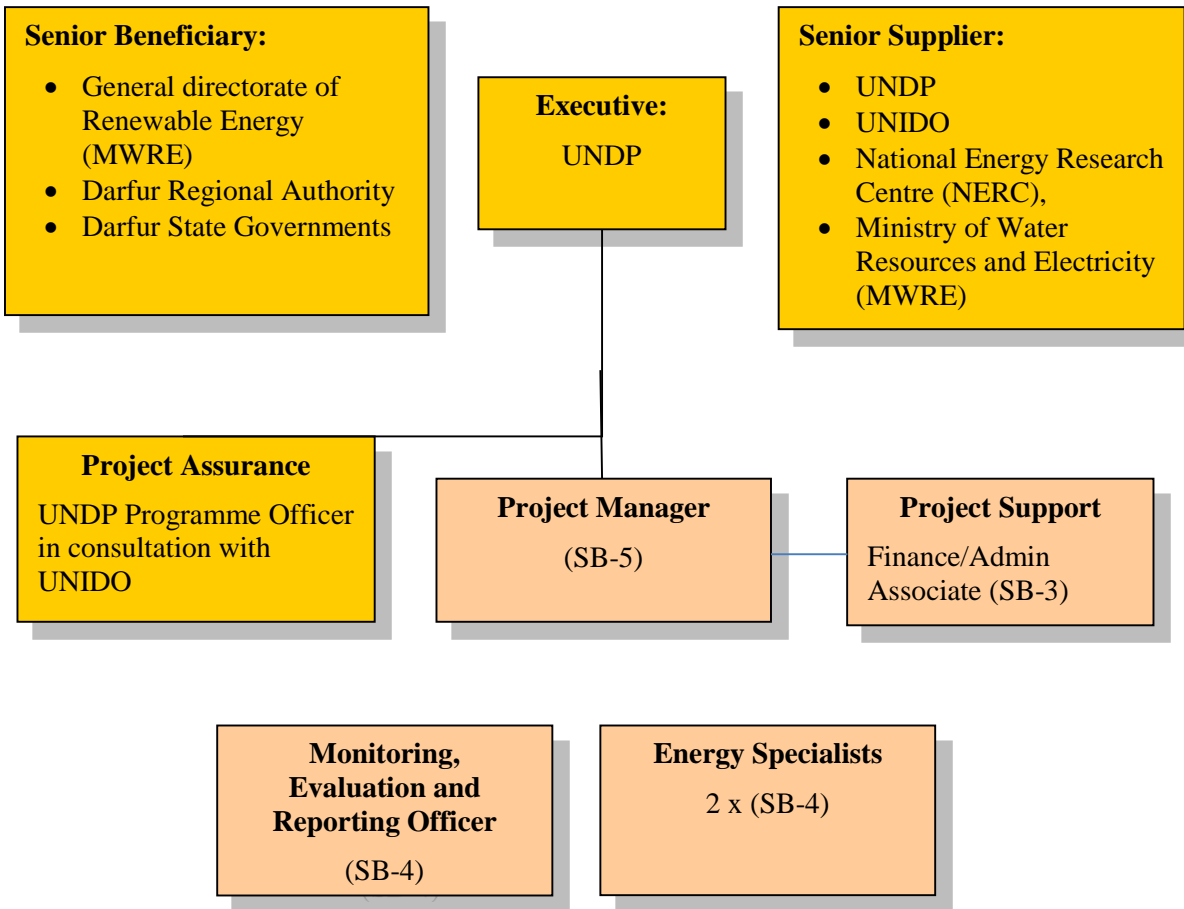 Senior Beneficiary:
• General directorate of
Renewable Energy
(MWRE)
• Darfur Regional Authority
• Darfur State Governments
Executive:
UNDP
Senior Supplier:
• UNDP
• UNIDO
• National Energy Research
Centre (NERC),
• Ministry of Water
Resources and Electricity
(MWRE)
Project Assurance
UNDP Programme Officer
in consultation with
UNIDO
Project Manager
(SB-5)
Project Support
Finance/Admin
Associate (SB-3)
Monitoring,
Evaluation and
Reporting Officer
(SB-4)
Energy Specialists
2 x (SB-4)